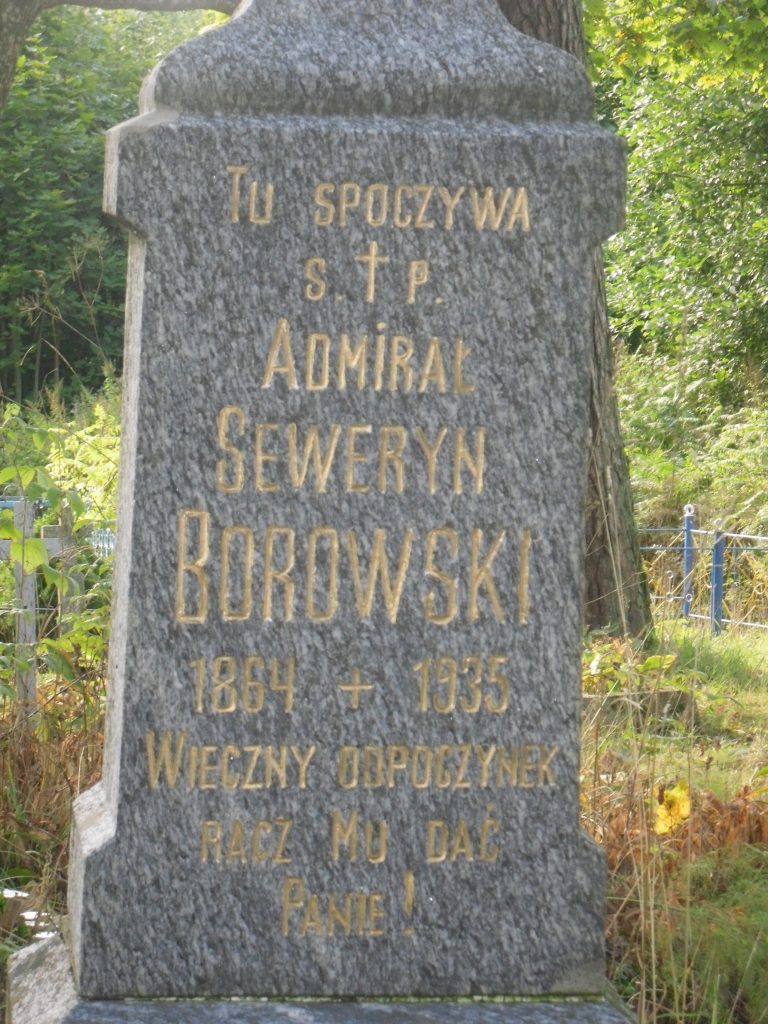 Tu spoczywa
s. † p.
Admirał
Seweryn
Borowski
1864 + 1935
Wieczny odpoczynek
racz Mu dać
Panie!